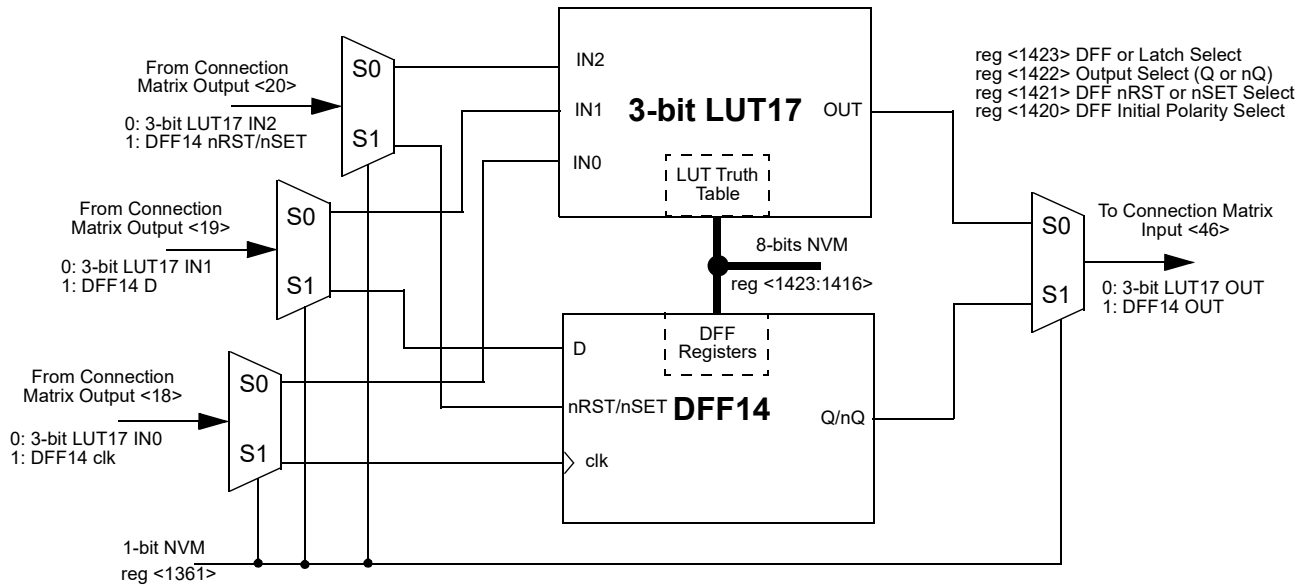 From Connection
Matrix Output <20>
0: 3-bit LUT17 IN2
1: DFF14 nRST/nSET
S0
S1
From Connection
Matrix Output <19>
0: 3-bit LUT17 IN1
1: DFF14 D
S0
S1
From Connection
Matrix Output <18>
0: 3-bit LUT17 IN0
1: DFF14 clk
S0
S1
1-bit NVM
reg <1361>
IN2
IN1
IN0
3-bit LUT17
OUT
LUT Truth
Table
8-bits NVM
reg <1423:1416>
DFF
Registers
D
nRST/nSET
clk
DFF14
Q/nQ
reg <1423> DFF or Latch Select
reg <1422> Output Select (Q or nQ)
reg <1421> DFF nRST or nSET Select
reg <1420> DFF Initial Polarity Select
S0
S1
To Connection Matrix
Input <46>
0: 3-bit LUT17 OUT
1: DFF14 OUT